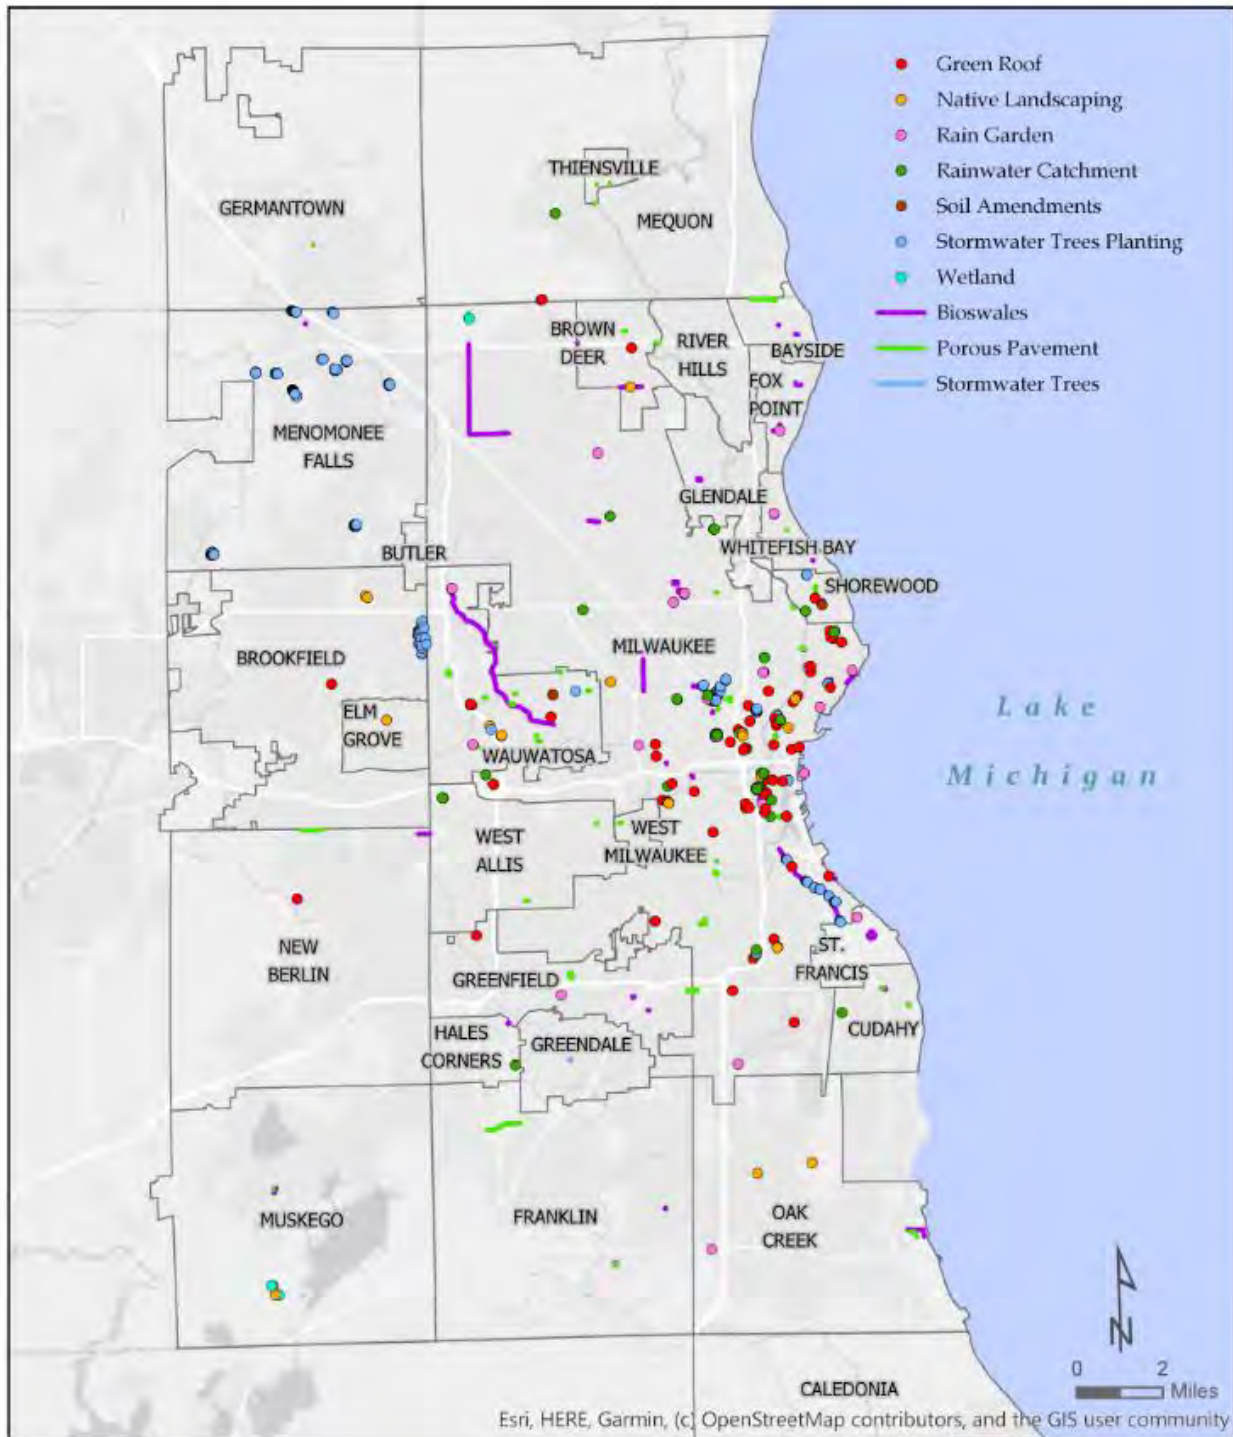 Green Roof
Native Landscaping
Rain Garden
Rainwater Catchment
Soil Amendments
Stormwater Trees Planting
Wetland
Bioswales
Porous Pavement
Stormwater Trees
THIENSVILLE
GERMANTOWN
MEQUON
BROWN
DEER
RIVER
HILLS
BAYSIDE
FOX
POINT
MENOMONEE
FALLS
GLENDALE
BUTLER
WHITEFISH BAY
SHOREWOOD
BROOKFIELD
MILWAUKEE
ELM
GROVE
WAUWATOSA
Lake
Michigan
WEST
ALLIS
WEST
MILWAUKEE
NEW
BERLIN
GREENFIELD
ST.
FRANCIS
HALES
CORNERS
GREENDALE
CUDAHY
MUSKEGO
FRANKLIN
OAK
CREEK
N
0 2
Miles
CALEDONIA
Esri, HERE, Garmin, (c) OpenStreetMap contributors, and the GIS user community